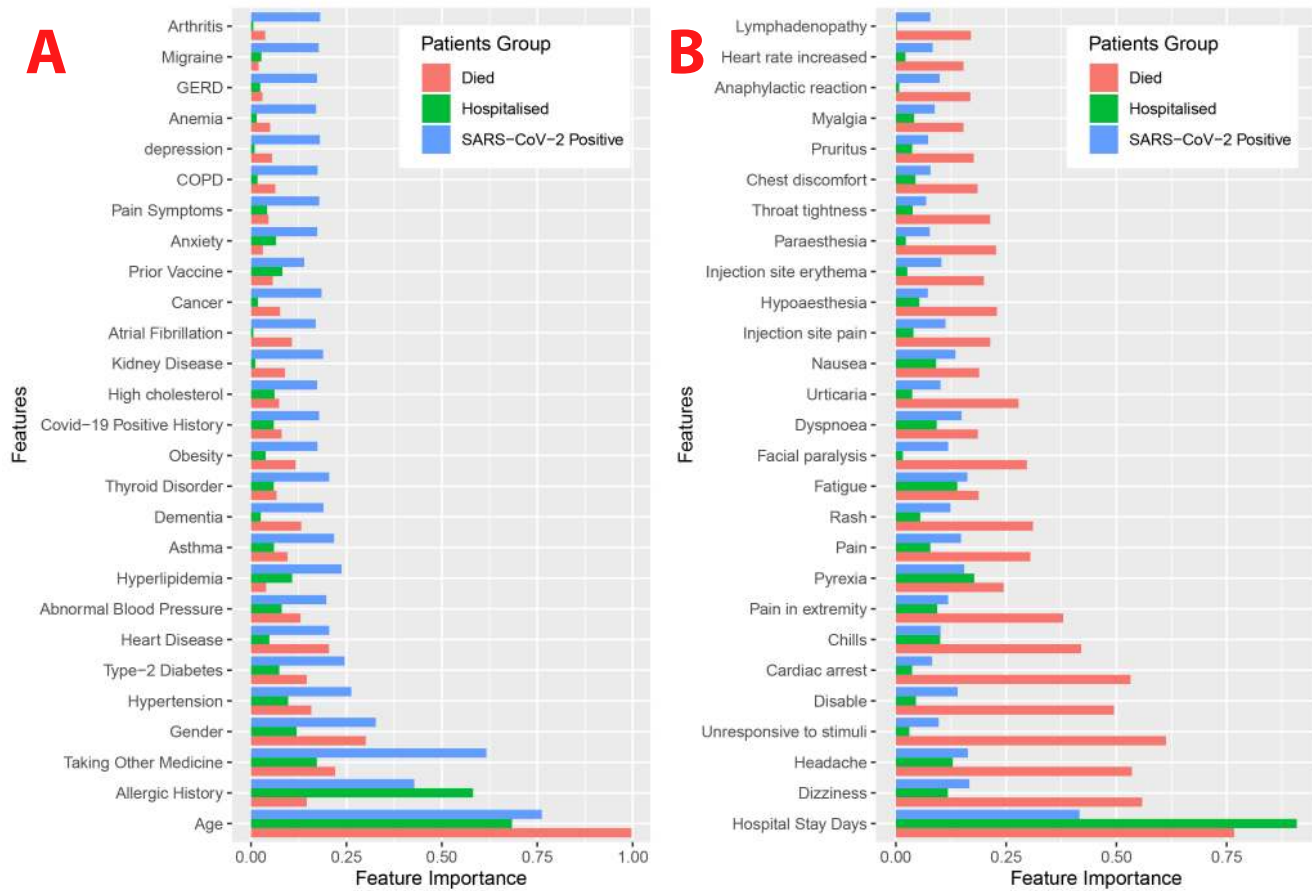 A
Features
Arthritis
Migraine
GERD
Anemia
depression
COPD
Pain Symptoms
Anxiety
Prior Vaccine
Cancer
Atrial Fibrillation
Kidney Disease
High cholesterol
Covid−19 Positive History
Obesity
Thyroid Disorder
Dementia
Asthma
Hyperlipidemia
Abnormal Blood Pressure
Heart Disease
Type−2 Diabetes
Hypertension
Gender
Taking Other Medicine
Allergic History
Age
Patients Group
Died
Hospitalised
SARS−CoV−2 Positive
0.00 0.25 0.50 0.75 1.00
Feature Importance
B
Features
Lymphadenopathy
Heart rate increased
Anaphylactic reaction
Myalgia
Pruritus
Chest discomfort
Throat tightness
Paraesthesia
Injection site erythema
Hypoaesthesia
Injection site pain
Nausea
Urticaria
Dyspnoea
Facial paralysis
Fatigue
Rash
Pain
Pyrexia
Pain in extremity
Chills
Cardiac arrest
Disable
Unresponsive to stimuli
Headache
Dizziness
Hospital Stay Days
Patients Group
Died
Hospitalised
SARS−CoV−2 Positive
0.00 0.25 0.50 0.75
Feature Importance